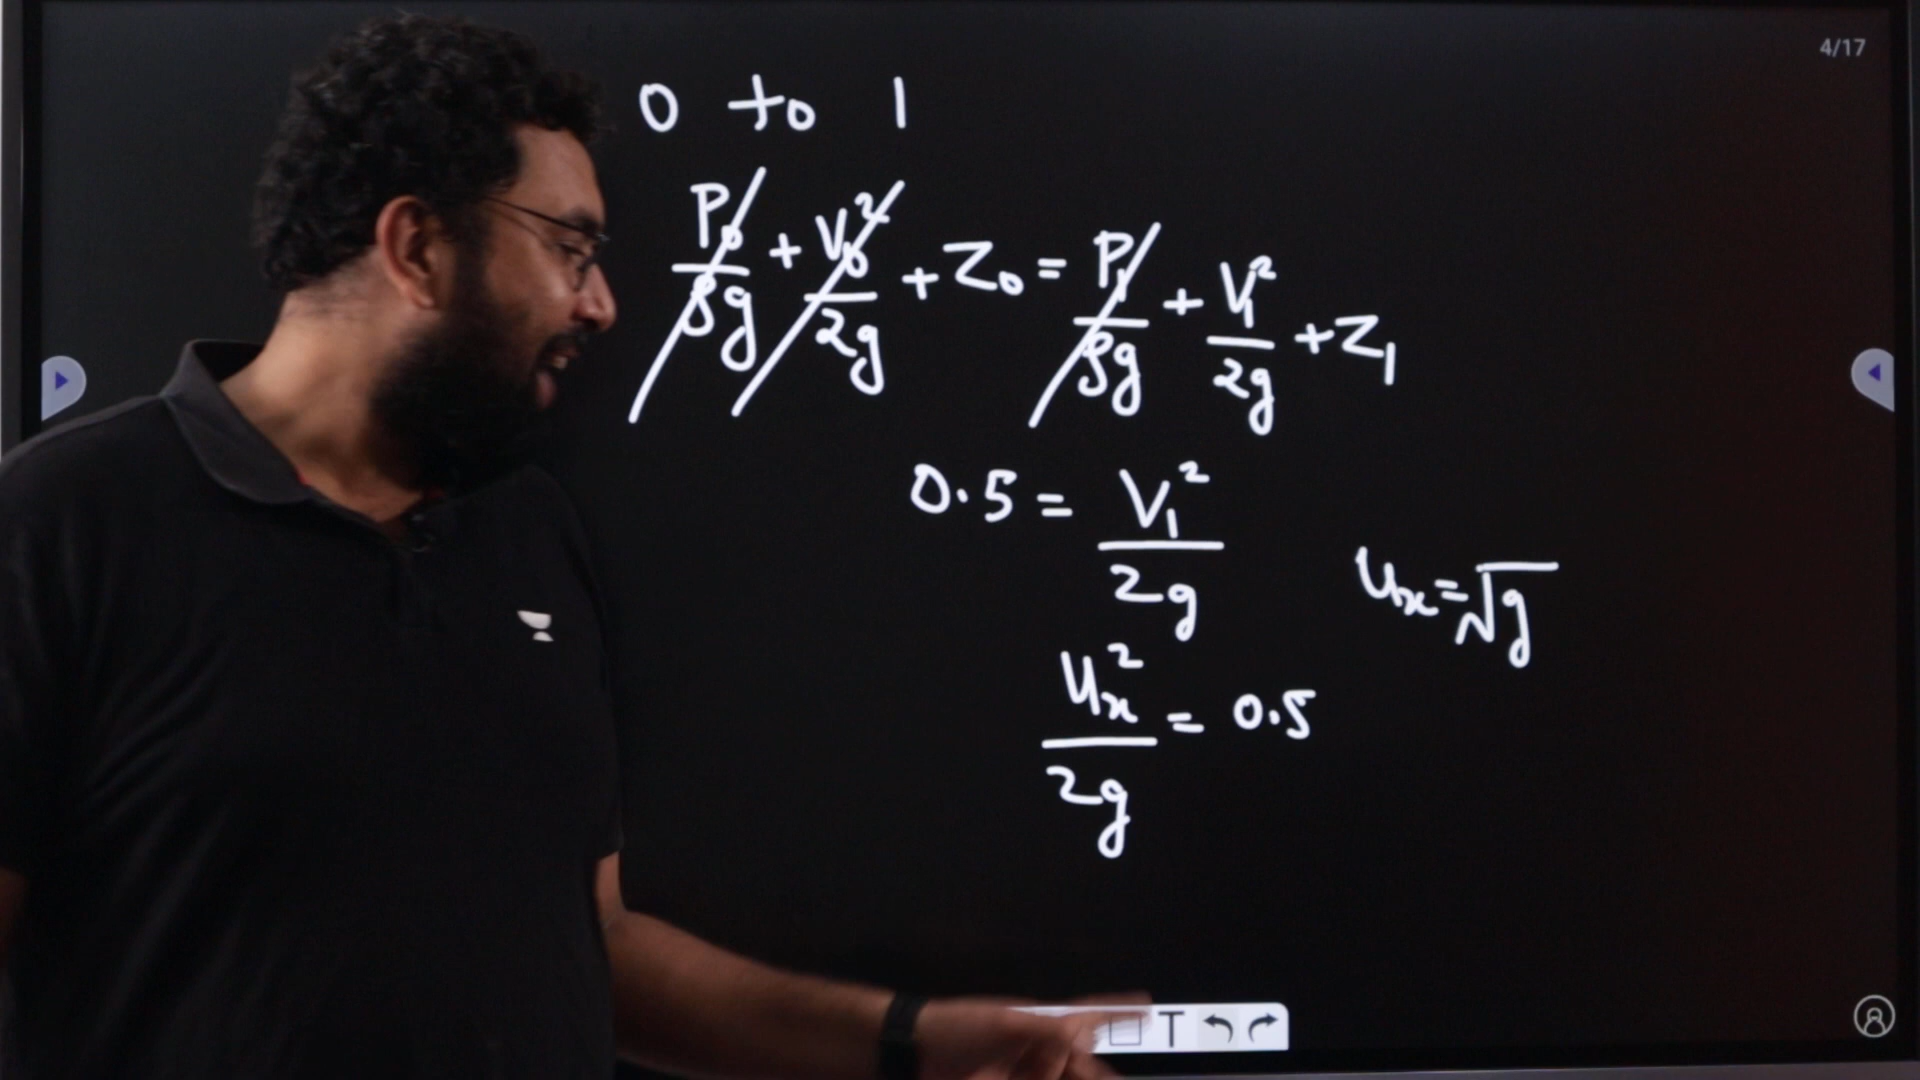 4/17
0 to 1
P₀/ρg + V₀²/2g + Z₀ = P₁/ρg + V₁²/2g + Z₁
0.5 = V₁²/2g
uₓ = √g
uₓ²/2g = 0.5
T